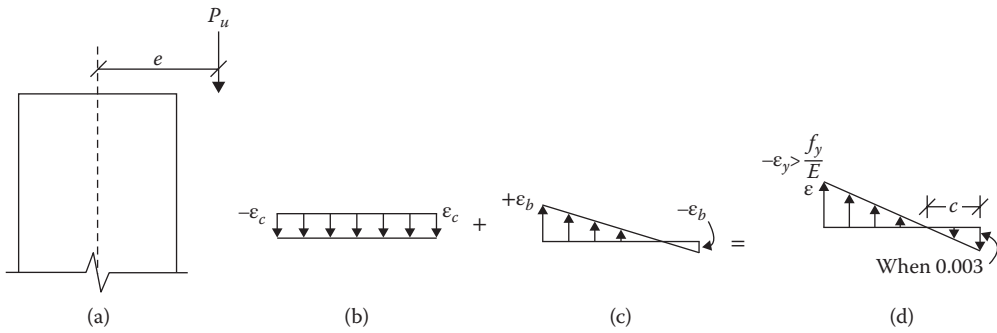 P_u
e
−ε_c
ε_c
+
+ε_b
−ε_b
=
−ε_y> f_y/E
ε
c
When 0.003
(a)
(b)
(c)
(d)